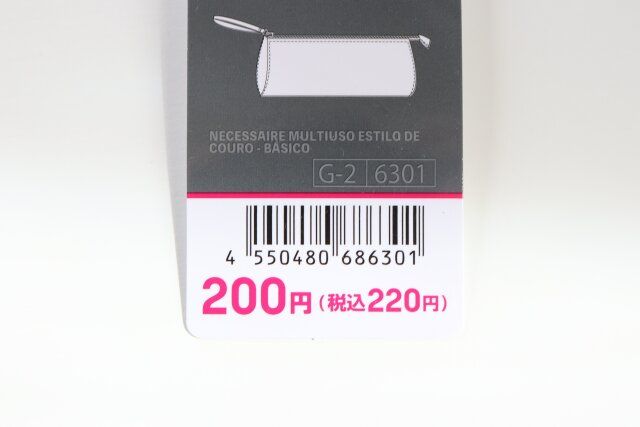 NECESSAIRE MULTIUSO ESTILO DE
COURO - BÁSICO
G-2 6301
4 550480 686301
200円(税込220円)